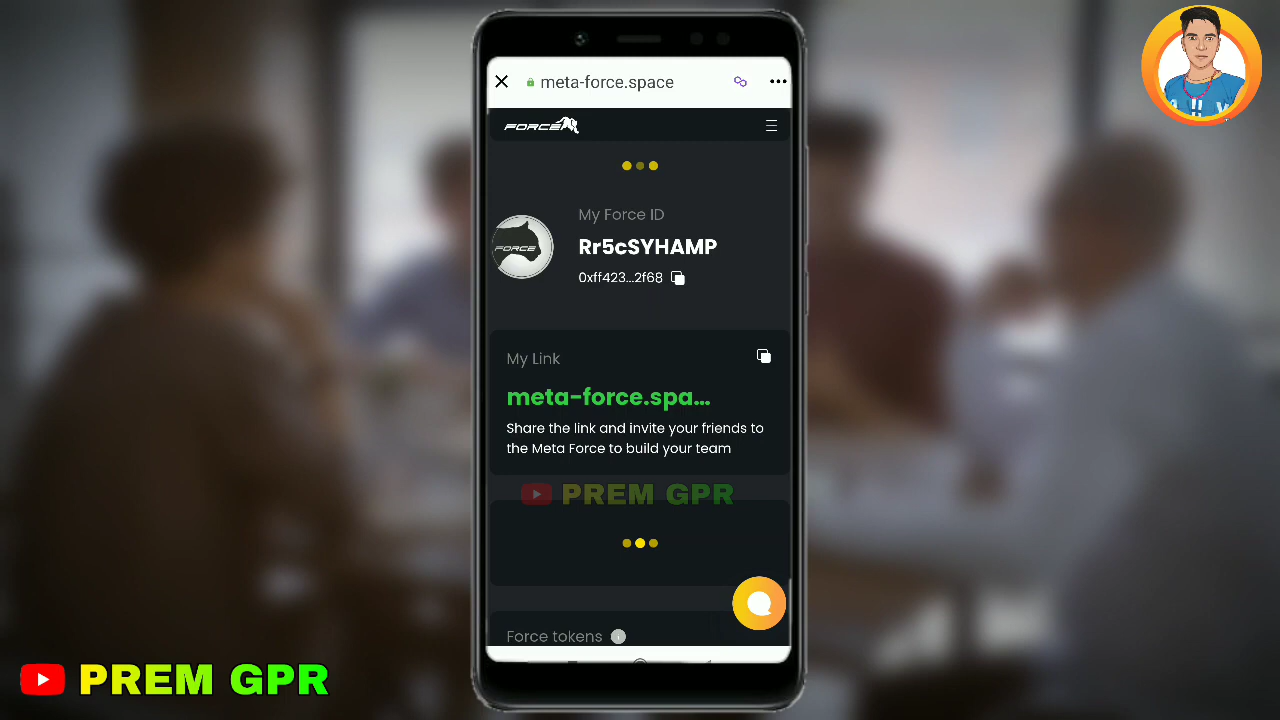 meta-force.space
FORCE
My Force ID
FORCE
Rr5cSYHAMP
0xff423...2f68
My Link
meta-force.spa...
Share the link and invite your friends to
the Meta Force to build your team
PREM GPR
Force tokens
PREM GPR